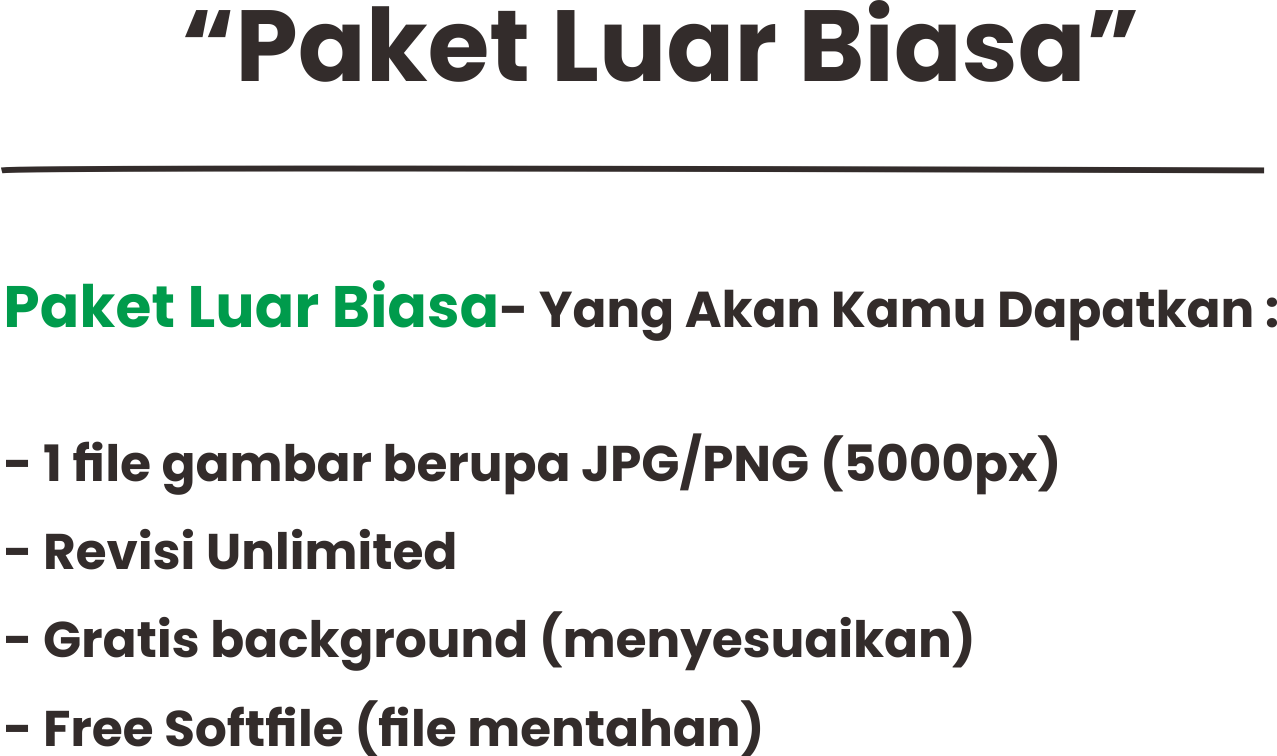 “Paket Luar Biasa”
Paket Luar Biasa- Yang Akan Kamu Dapatkan :
- 1 file gambar berupa JPG/PNG (5000px)
- Revisi Unlimited
- Gratis background (menyesuaikan)
- Free Softfile (file mentahan)